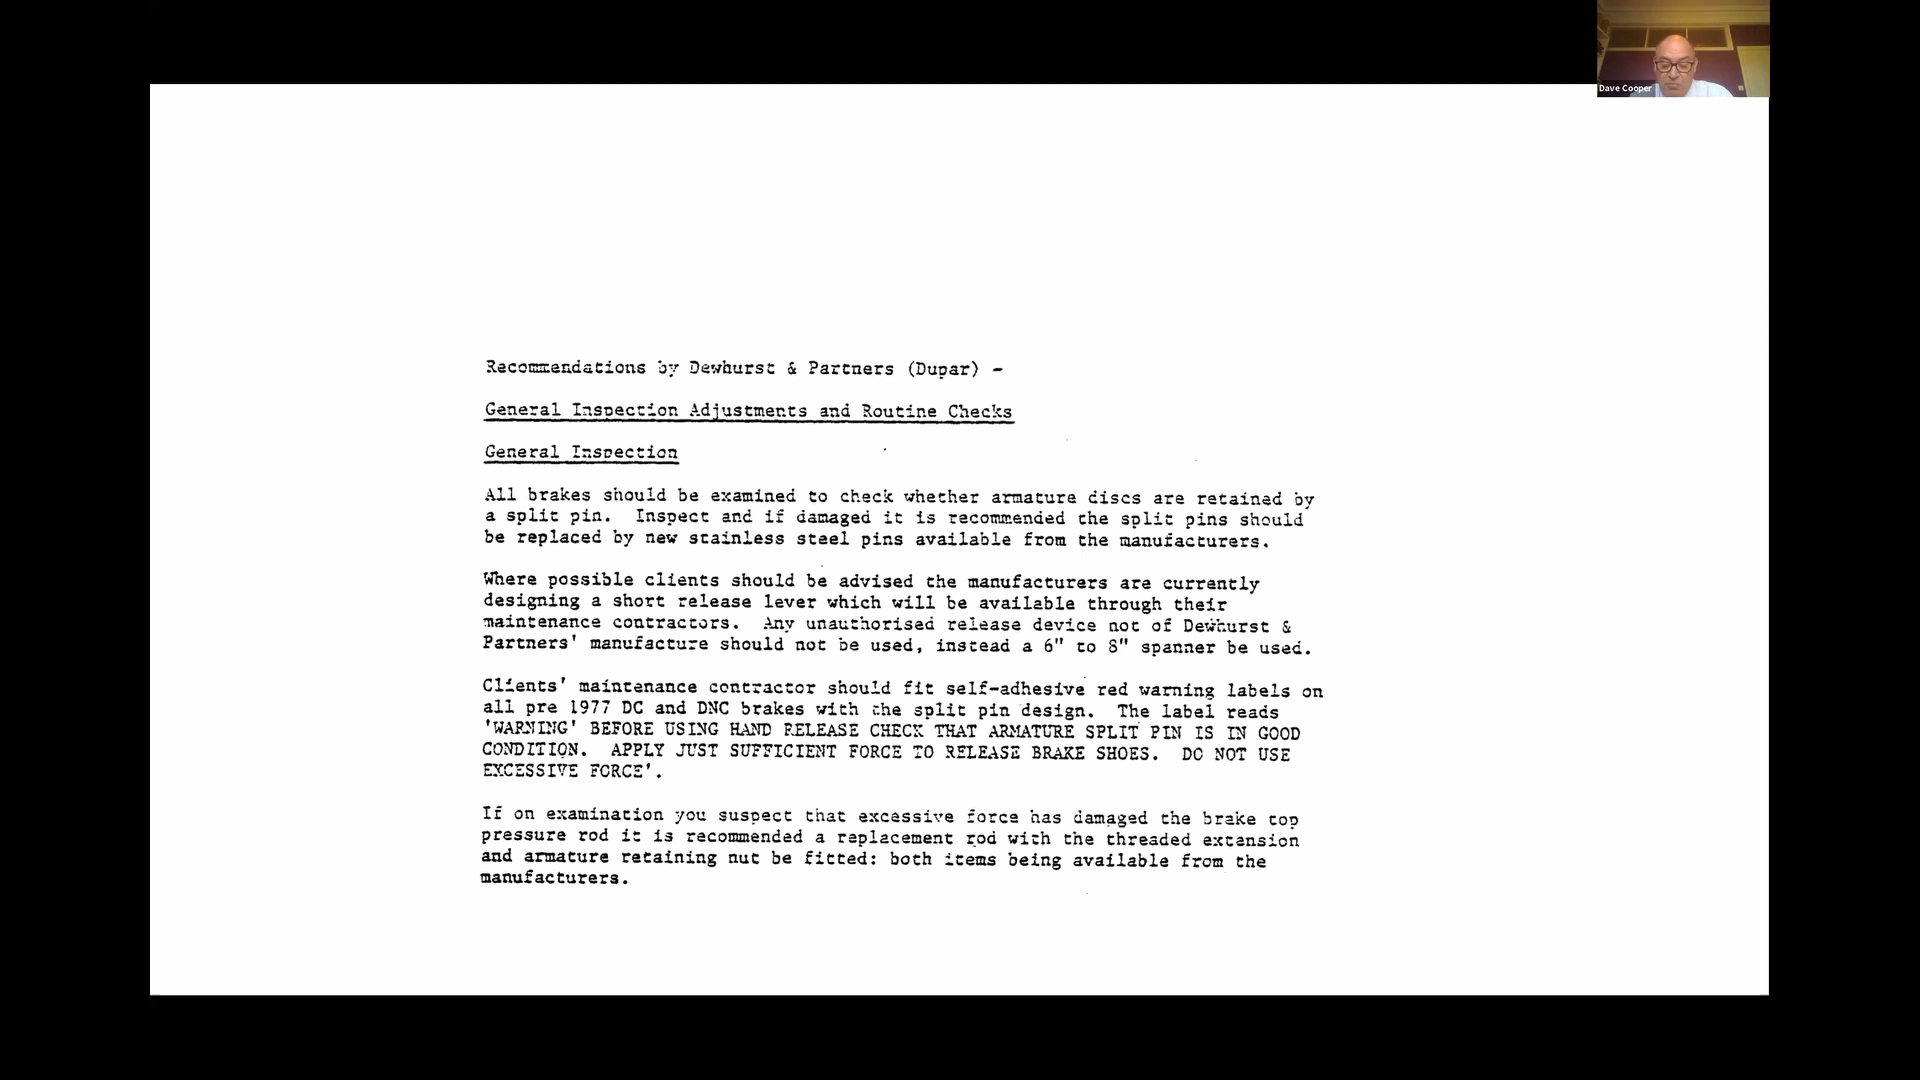 Dave Cooper
Recommendations by Dewhurst & Partners (Dupar) -
General Inspection Adjustments and Routine Checks
General Inspection
All brakes should be examined to check whether armature discs are retained by
a split pin. Inspect and if damaged it is recommended the split pins should
be replaced by new stainless steel pins available from the manufacturers.
Where possible clients should be advised the manufacturers are currently
designing a short release lever which will be available through their
maintenance contractors. Any unauthorised release device not of Dewhurst &
Partners' manufacture should not be used, instead a 6" to 8" spanner be used.
Clients' maintenance contractor should fit self-adhesive red warning labels on
all pre 1977 DC and DNC brakes with the split pin design. The label reads
'WARNING' BEFORE USING HAND RELEASE CHECK THAT ARMATURE SPLIT PIN IS IN GOOD
CONDITION. APPLY JUST SUFFICIENT FORCE TO RELEASE BRAKE SHOES. DO NOT USE
EXCESSIVE FORCE'.
If on examination you suspect that excessive force has damaged the brake top
pressure rod it is recommended a replacement rod with the threaded extension
and armature retaining nut be fitted: both items being available from the
manufacturers.